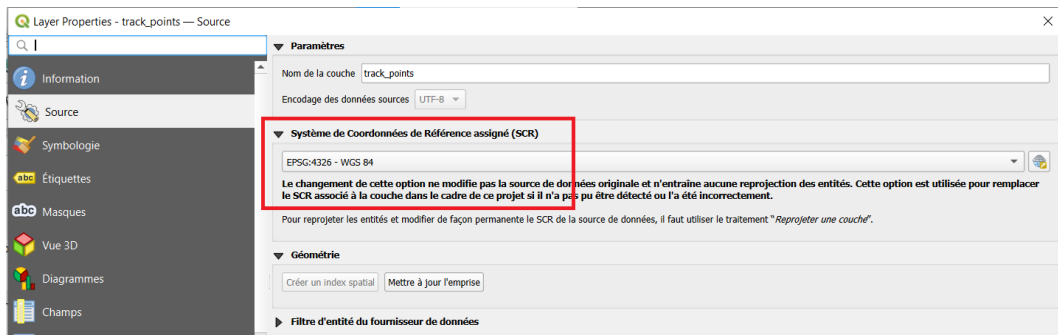 Layer Properties - track_points — Source
Information
Source
Symbologie
abc Étiquettes
abc Masques
Vue 3D
Diagrammes
Champs
Paramètres
Nom de la couche track_points
Encodage des données sources UTF-8
Système de Coordonnées de Référence assigné (SCR)
EPSG:4326 - WGS 84
Le changement de cette option ne modifie pas la source de données originale et n'entraîne aucune reprojection des entités. Cette option est utilisée pour remplacer
le SCR associé à la couche dans le cadre de ce projet si il n'a pas pu être détecté ou l'a été incorrectement.
Pour reprojeter les entités et modifier de façon permanente le SCR de la source de données, il faut utiliser le traitement "Reprojeter une couche".
Géométrie
Créer un index spatial Mettre à jour l'emprise
Filtre d'entité du fournisseur de données